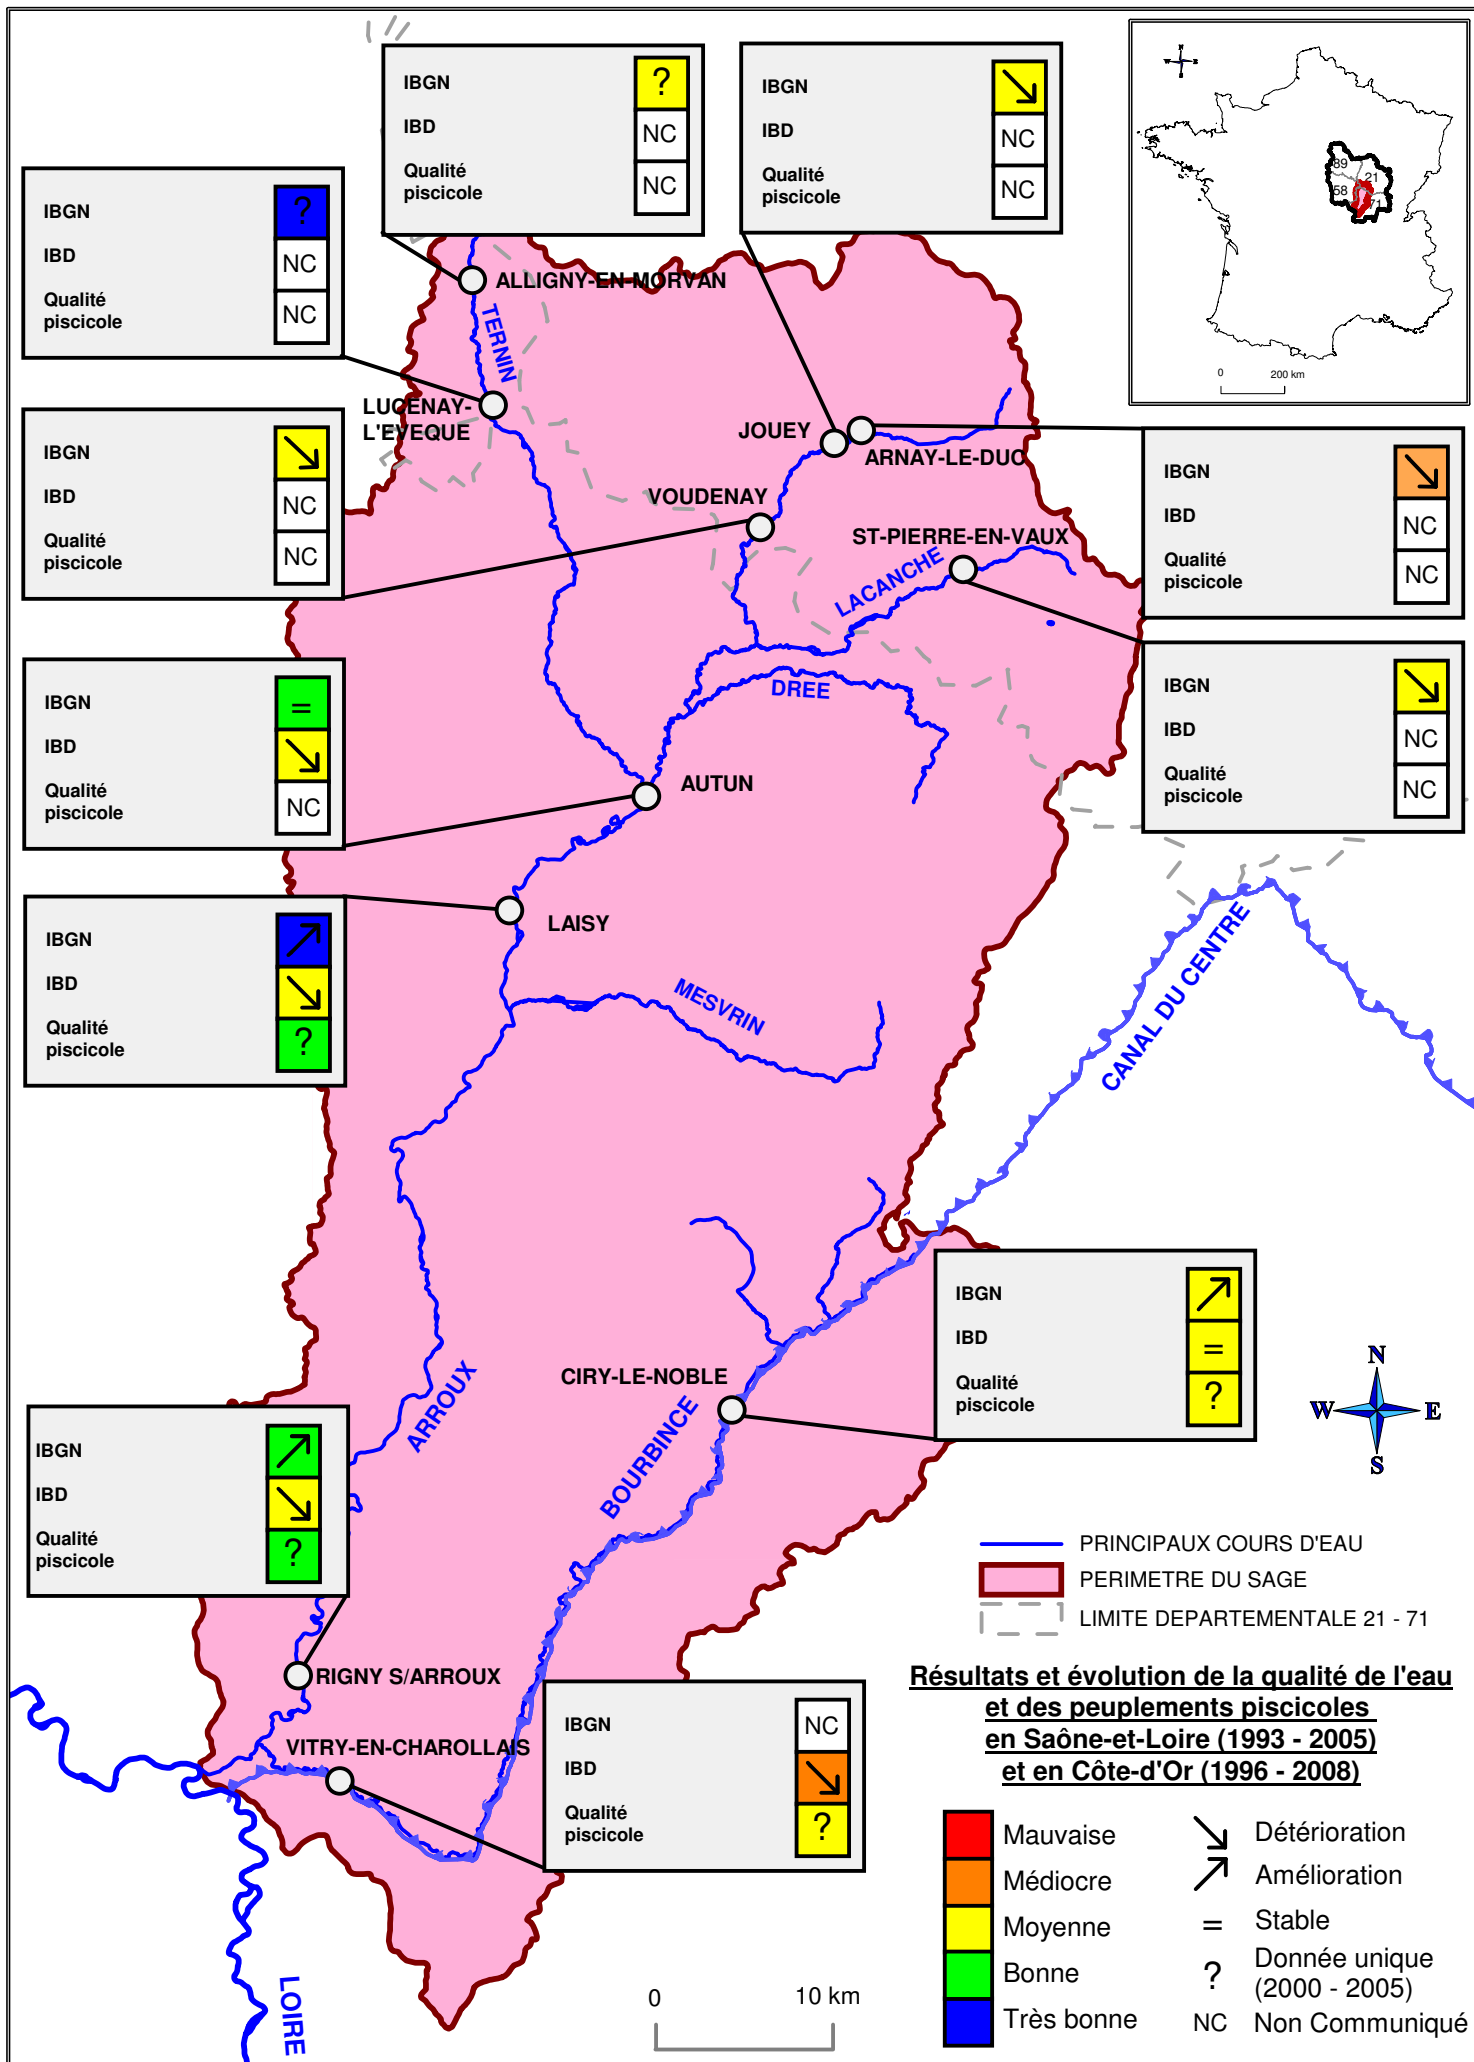 IBGN
?
IBD
NC
Qualité
piscicole
NC
IBGN
IBD
NC
Qualité
piscicole
NC
N
W
E
S
89
21
58
71
0
200 km
IBGN
?
IBD
NC
Qualité
piscicole
NC
ALLIGNY-EN-MORVAN
TERNIN
LUCENAY-
L'EVEQUE
JOUEY
ARNAY-LE-DUC
VOUDENAY
ST-PIERRE-EN-VAUX
LACANCHE
IBGN
IBD
NC
Qualité
piscicole
NC
IBGN
IBD
NC
Qualité
piscicole
NC
IBGN
=
IBD
Qualité
piscicole
NC
DREE
AUTUN
IBGN
IBD
NC
Qualité
piscicole
NC
IBGN
IBD
Qualité
piscicole
?
LAISY
MESVRIN
CANAL DU CENTRE
IBGN
IBD
=
Qualité
piscicole
?
CIRY-LE-NOBLE
ARROUX
BOURBINCE
N
W
E
S
IBGN
IBD
Qualité
piscicole
?
RIGNY S/ARROUX
VITRY-EN-CHAROLLAIS
IBGN
NC
IBD
Qualité
piscicole
?
LOIRE
0
10 km
PRINCIPAUX COURS D'EAU
PERIMETRE DU SAGE
LIMITE DEPARTEMENTALE 21 - 71
Résultats et évolution de la qualité de l'eau
et des peuplements piscicoles
en Saône-et-Loire (1993 - 2005)
et en Côte-d'Or (1996 - 2008)
Mauvaise
Médiocre
Moyenne
Bonne
Très bonne
Détérioration
Amélioration
= Stable
? Donnée unique
(2000 - 2005)
NC Non Communiqué